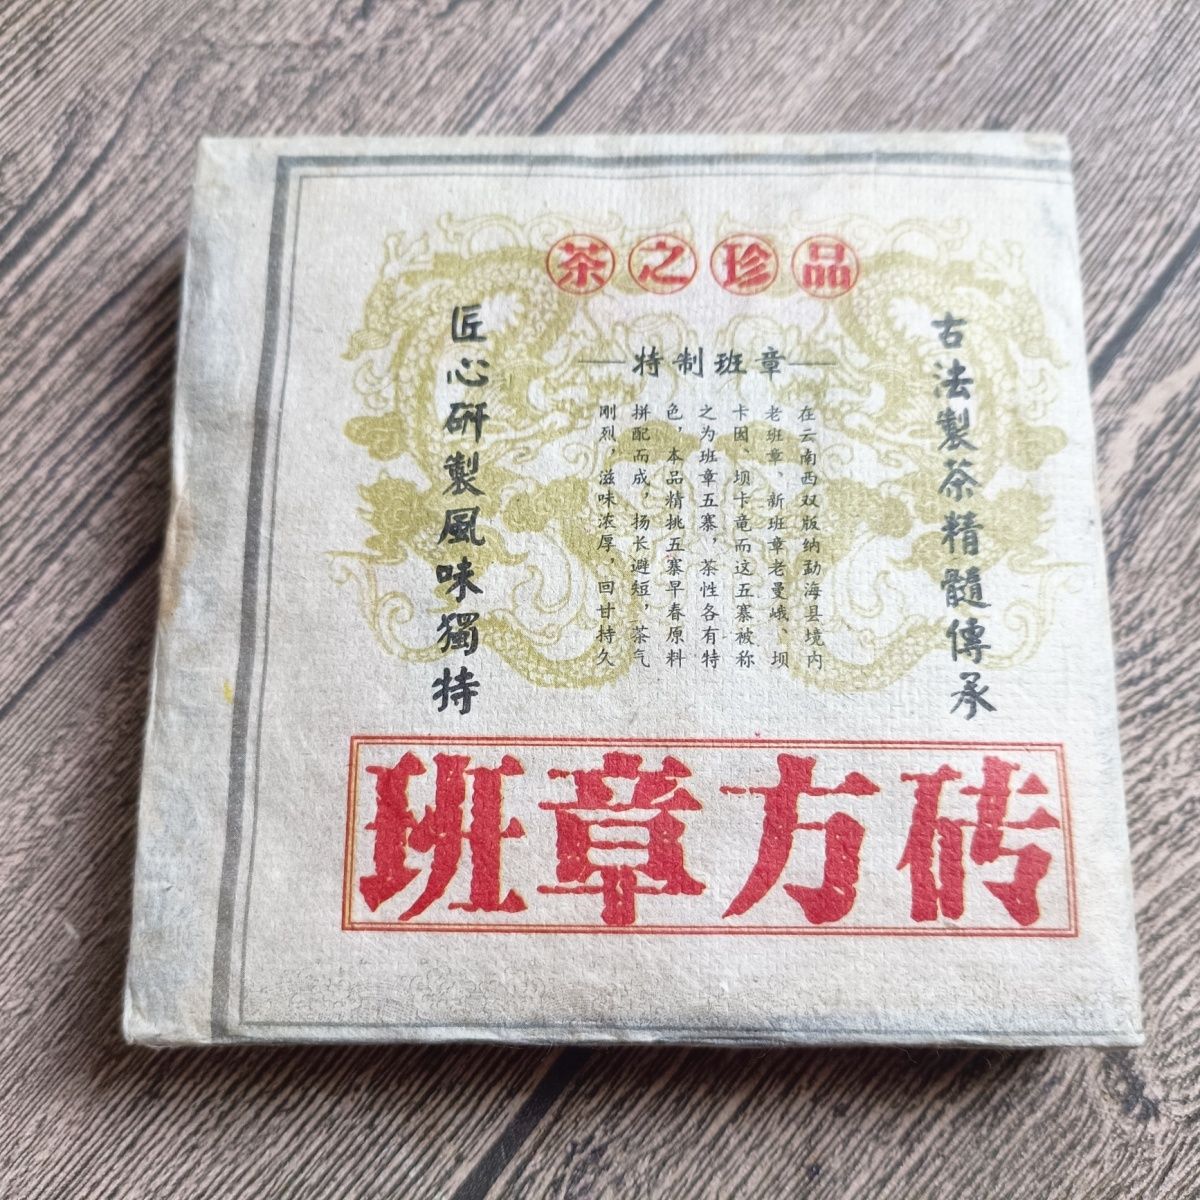 茶之珍品
特制班章
古法製茶精髓傳承
在云南西双版纳勐海县境内
老班章、新班章老曼峨、坝
卡囡、坝卡竜而这五寨被称
之为班章五寨，茶性各有特
色，本品精挑五寨早春原料
拼配而成，扬长避短，茶气
刚烈，滋味浓厚，回甘持久
匠心研製風味獨特
班章方砖